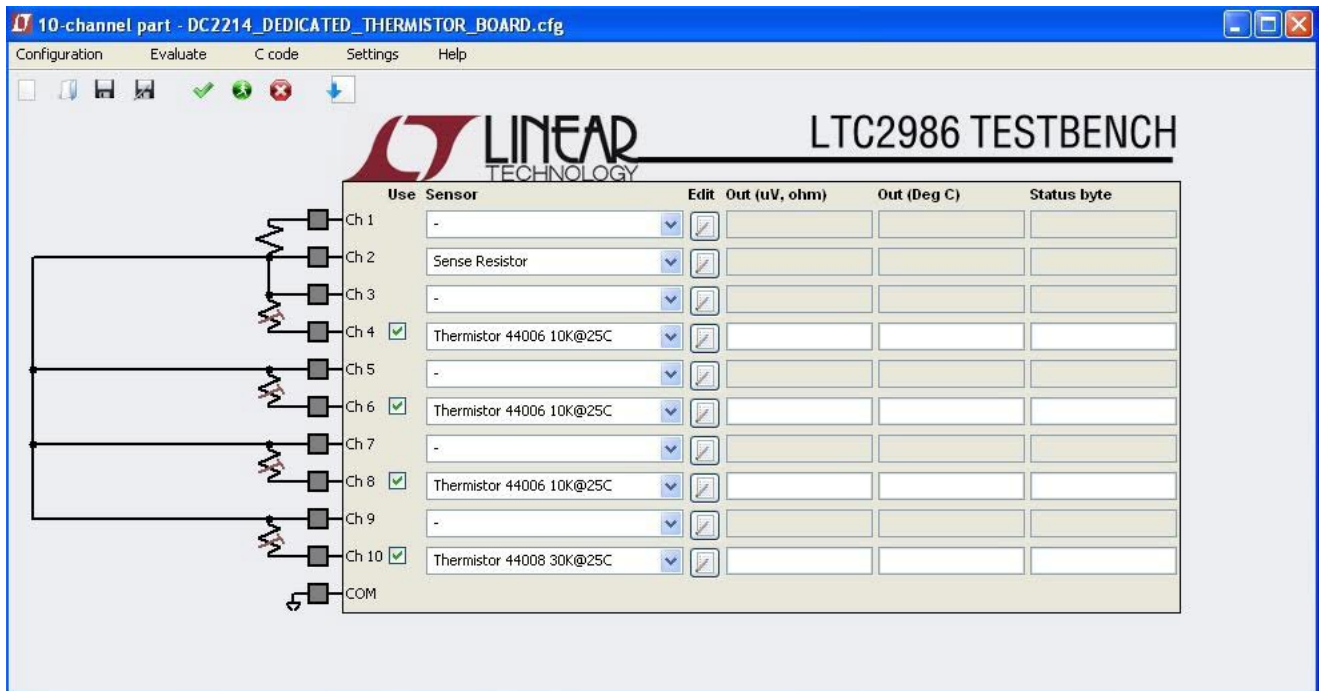 10-channel part - DC2214_DEDICATED_THERMISTOR_BOARD.cfg
Configuration Evaluate C code Settings Help
LINEAR TECHNOLOGY
LTC2986 TESTBENCH
Use Sensor Edit Out (uV, ohm) Out (Deg C) Status byte
Ch 1 -
Ch 2 Sense Resistor
Ch 3 -
Ch 4 Thermistor 44006 10K@25C
Ch 5 -
Ch 6 Thermistor 44006 10K@25C
Ch 7 -
Ch 8 Thermistor 44006 10K@25C
Ch 9 -
Ch 10 Thermistor 44008 30K@25C
COM